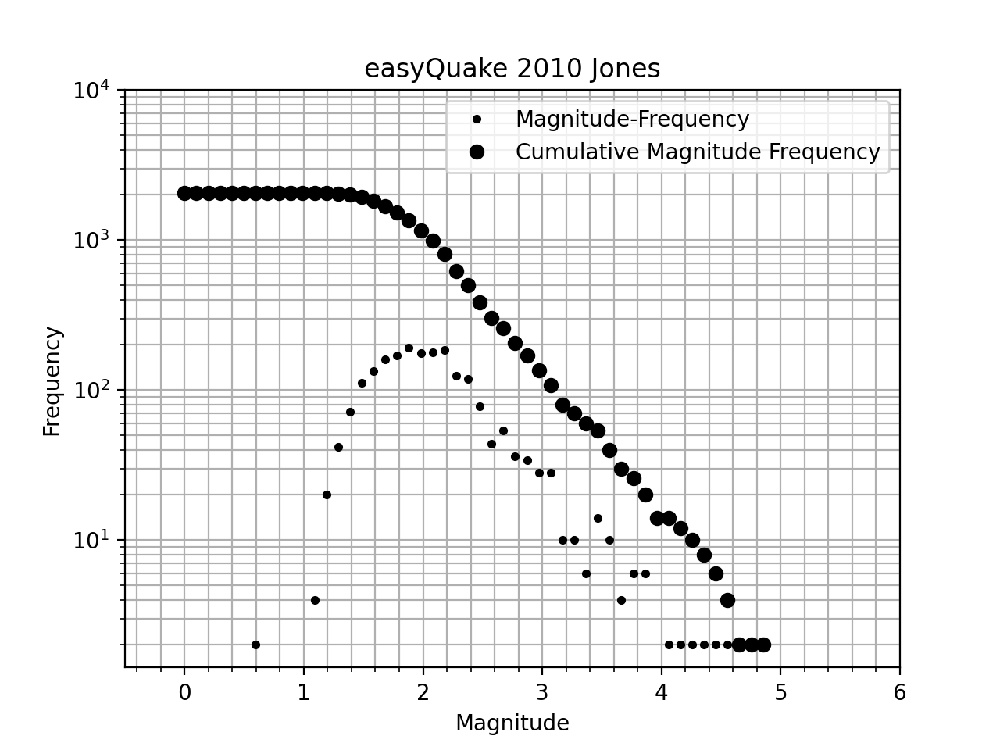 easyQuake 2010 Jones
Magnitude-Frequency
Cumulative Magnitude Frequency
10⁴
10³
10²
10¹
Frequency
0 1 2 3 4 5 6
Magnitude